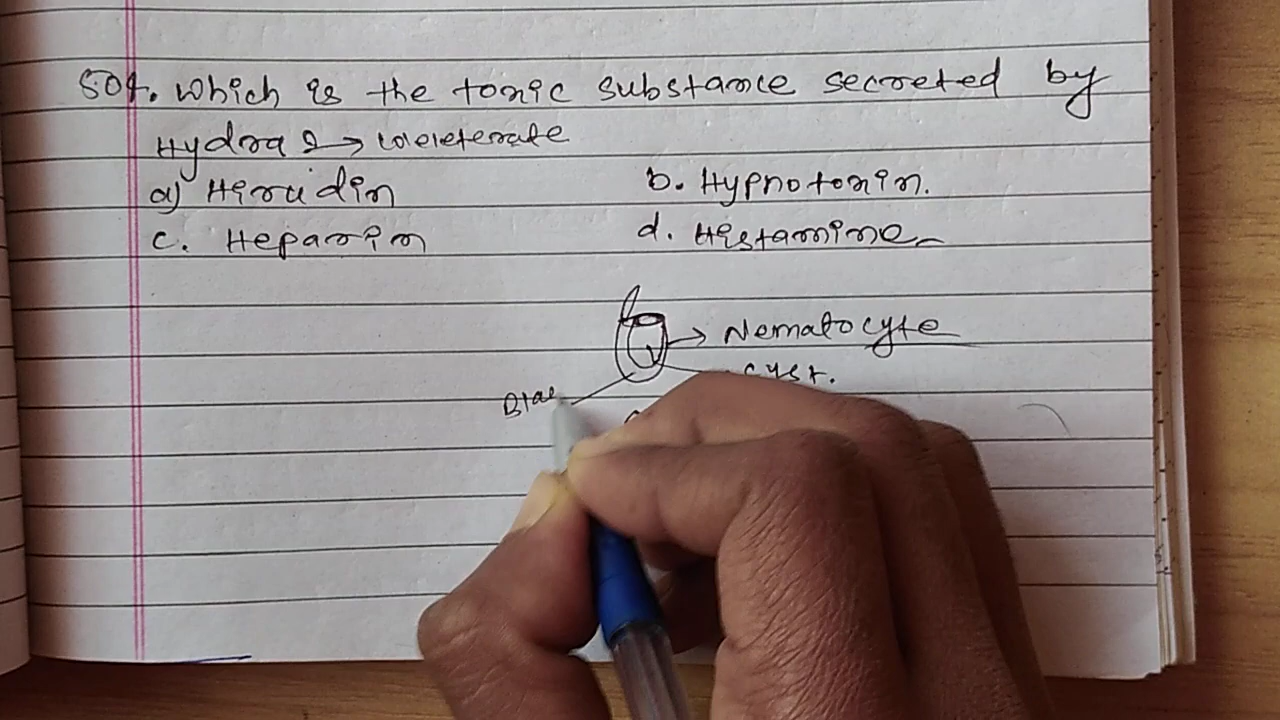 504. Which is the toxic substance secreted by
Hydra? → Coelenterate
a) Hirudin
b. Hypnotoxin.
c. Heparin
d. Histamine
Nematocyte
cyst.